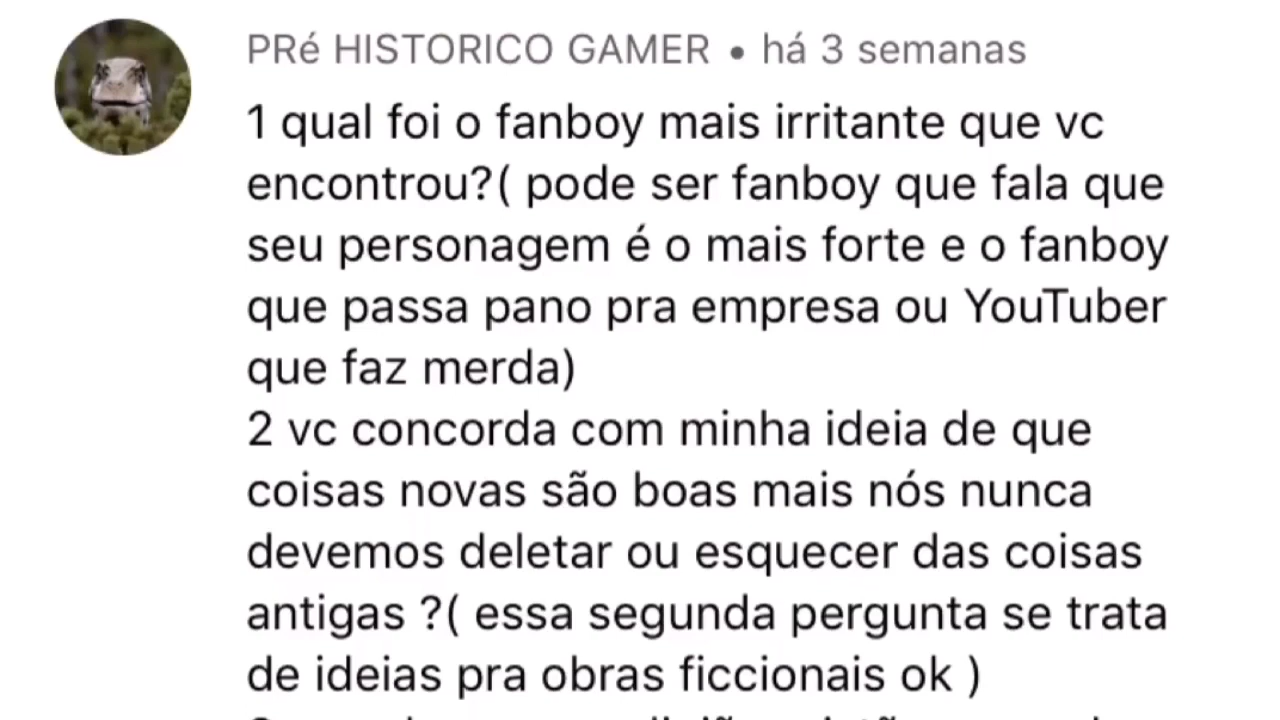 PRé HISTORICO GAMER • há 3 semanas
1 qual foi o fanboy mais irritante que vc
encontrou?( pode ser fanboy que fala que
seu personagem é o mais forte e o fanboy
que passa pano pra empresa ou YouTuber
que faz merda)
2 vc concorda com minha ideia de que
coisas novas são boas mais nós nunca
devemos deletar ou esquecer das coisas
antigas ?( essa segunda pergunta se trata
de ideias pra obras ficcionais ok )